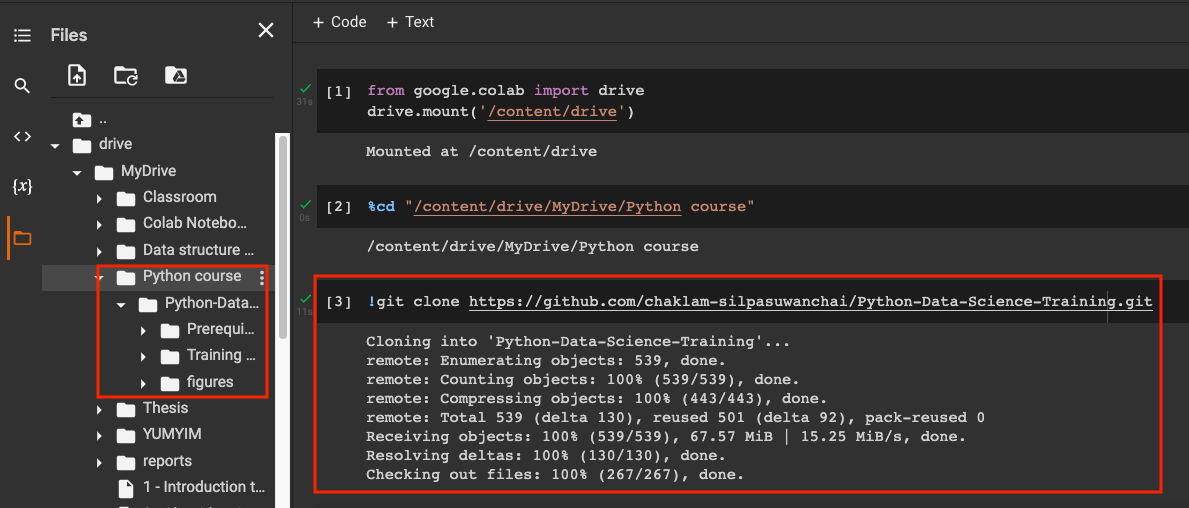 Files
+ Code + Text
..
drive
MyDrive
Classroom
Colab Notebo...
Data structure ...
Python course
Python-Data...
Prerequi...
Training ...
figures
Thesis
YUMYIM
reports
1 - Introduction t...
{x}
31s
[1] from google.colab import drive
drive.mount('/content/drive')
Mounted at /content/drive
0s
[2] %cd "/content/drive/MyDrive/Python course"
/content/drive/MyDrive/Python course
11s
[3] !git clone https://github.com/chaklam-silpasuwanchai/Python-Data-Science-Training.git
Cloning into 'Python-Data-Science-Training'...
remote: Enumerating objects: 539, done.
remote: Counting objects: 100% (539/539), done.
remote: Compressing objects: 100% (443/443), done.
remote: Total 539 (delta 130), reused 501 (delta 92), pack-reused 0
Receiving objects: 100% (539/539), 67.57 MiB | 15.25 MiB/s, done.
Resolving deltas: 100% (130/130), done.
Checking out files: 100% (267/267), done.